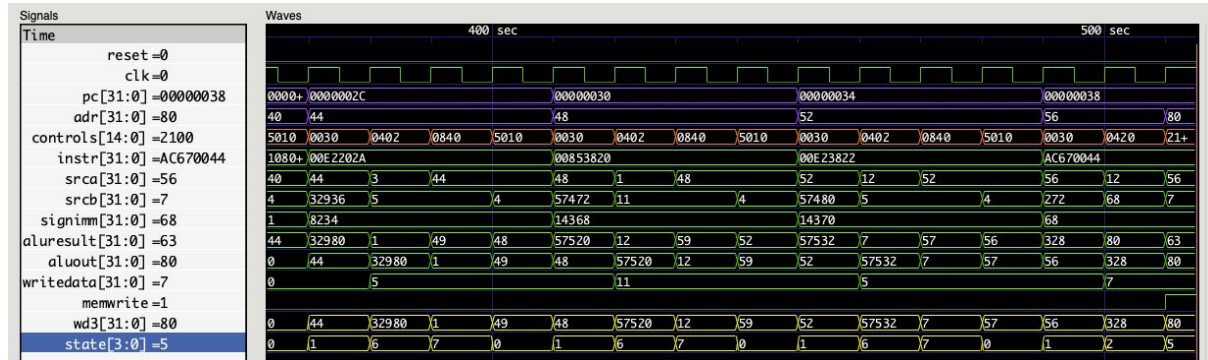 Signals Waves
Time 400 sec 500 sec
reset =0
clk =0
pc[31:0] =00000038 0000+ 0000002C 00000030 00000034 00000038
adr[31:0] =80 40 44 48 52 56 80
controls[14:0] =2100 5010 0030 0402 0840 5010 0030 0402 0840 5010 0030 0402 0840 5010 0030 0420 21+
instr[31:0] =AC670044 1080+ 00E2202A 00853820 00E23822 AC670044
srca[31:0] =56 40 44 3 44 48 1 48 52 12 52 56 12 56
srcb[31:0] =7 4 32936 5 4 57472 11 4 57480 5 4 272 68 7
signimm[31:0] =68 1 8234 14368 14370 68
aluresult[31:0] =63 44 32980 1 49 48 57520 12 59 52 57532 7 57 56 328 80 63
aluout[31:0] =80 0 44 32980 1 49 48 57520 12 59 52 57532 7 57 56 328 80
writedata[31:0] =7 0 5 11 5 7
memwrite =1
wd3[31:0] =80 0 44 32980 1 49 48 57520 12 59 52 57532 7 57 56 328 80
state[3:0] =5 0 1 6 7 0 1 6 7 0 1 6 7 0 1 2 5